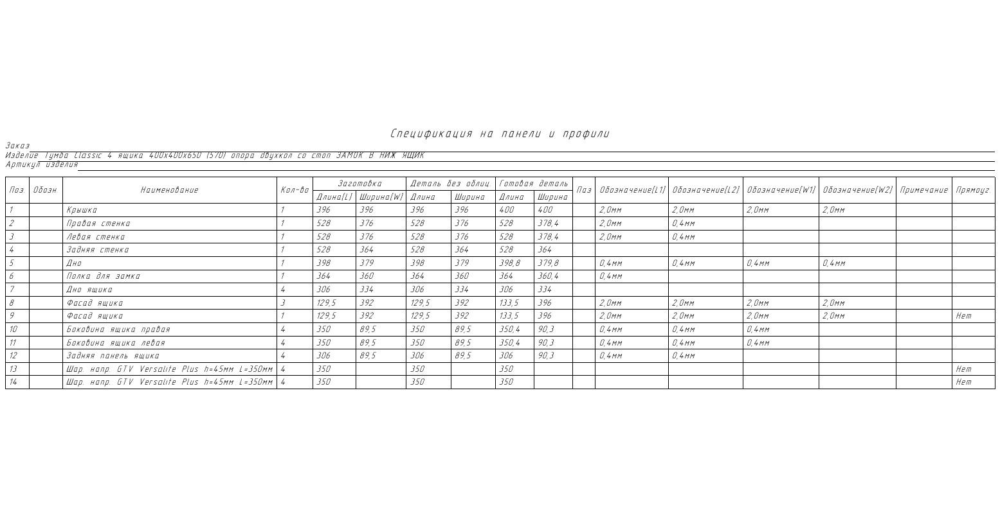 Спецификация на панели и профили
Заказ
Изделие Тумба Classic 4 ящика 400х400х650 (570) опора двухкол со стоп ЗАМОК В НИЖ ЯЩИК
Артикул изделия
Поз. Обозн. Наименование Кол-во Заготовка Деталь без облиц. Готовая деталь Паз Обозначение[L1] Обозначение[L2] Обозначение[W1] Обозначение[W2] Примечание Прямоуг.
Длина[L] Ширина[W] Длина Ширина Длина Ширина
1 Крышка 1 396 396 396 396 400 400 2,0мм 2,0мм 2,0мм 2,0мм
2 Правая стенка 1 528 376 528 376 528 378,4 2,0мм 0,4мм
3 Левая стенка 1 528 376 528 376 528 378,4 2,0мм 0,4мм
4 Задняя стенка 1 528 364 528 364 528 364
5 Дно 1 398 379 398 379 398,8 379,8 0,4мм 0,4мм 0,4мм 0,4мм
6 Полка для замка 1 364 360 364 360 364 360,4 0,4мм
7 Дно ящика 4 306 334 306 334 306 334
8 Фасад ящика 3 129,5 392 129,5 392 133,5 396 2,0мм 2,0мм 2,0мм 2,0мм
9 Фасад ящика 1 129,5 392 129,5 392 133,5 396 2,0мм 2,0мм 2,0мм 2,0мм Нет
10 Боковина ящика правая 4 350 89,5 350 89,5 350,4 90,3 0,4мм 0,4мм 0,4мм
11 Боковина ящика левая 4 350 89,5 350 89,5 350,4 90,3 0,4мм 0,4мм 0,4мм
12 Задняя панель ящика 4 306 89,5 306 89,5 306 90,3 0,4мм 0,4мм
13 Шар. напр. GTV Versalite Plus h=45мм L=350мм 4 350 350 350 Нет
14 Шар. напр. GTV Versalite Plus h=45мм L=350мм 4 350 350 350 Нет